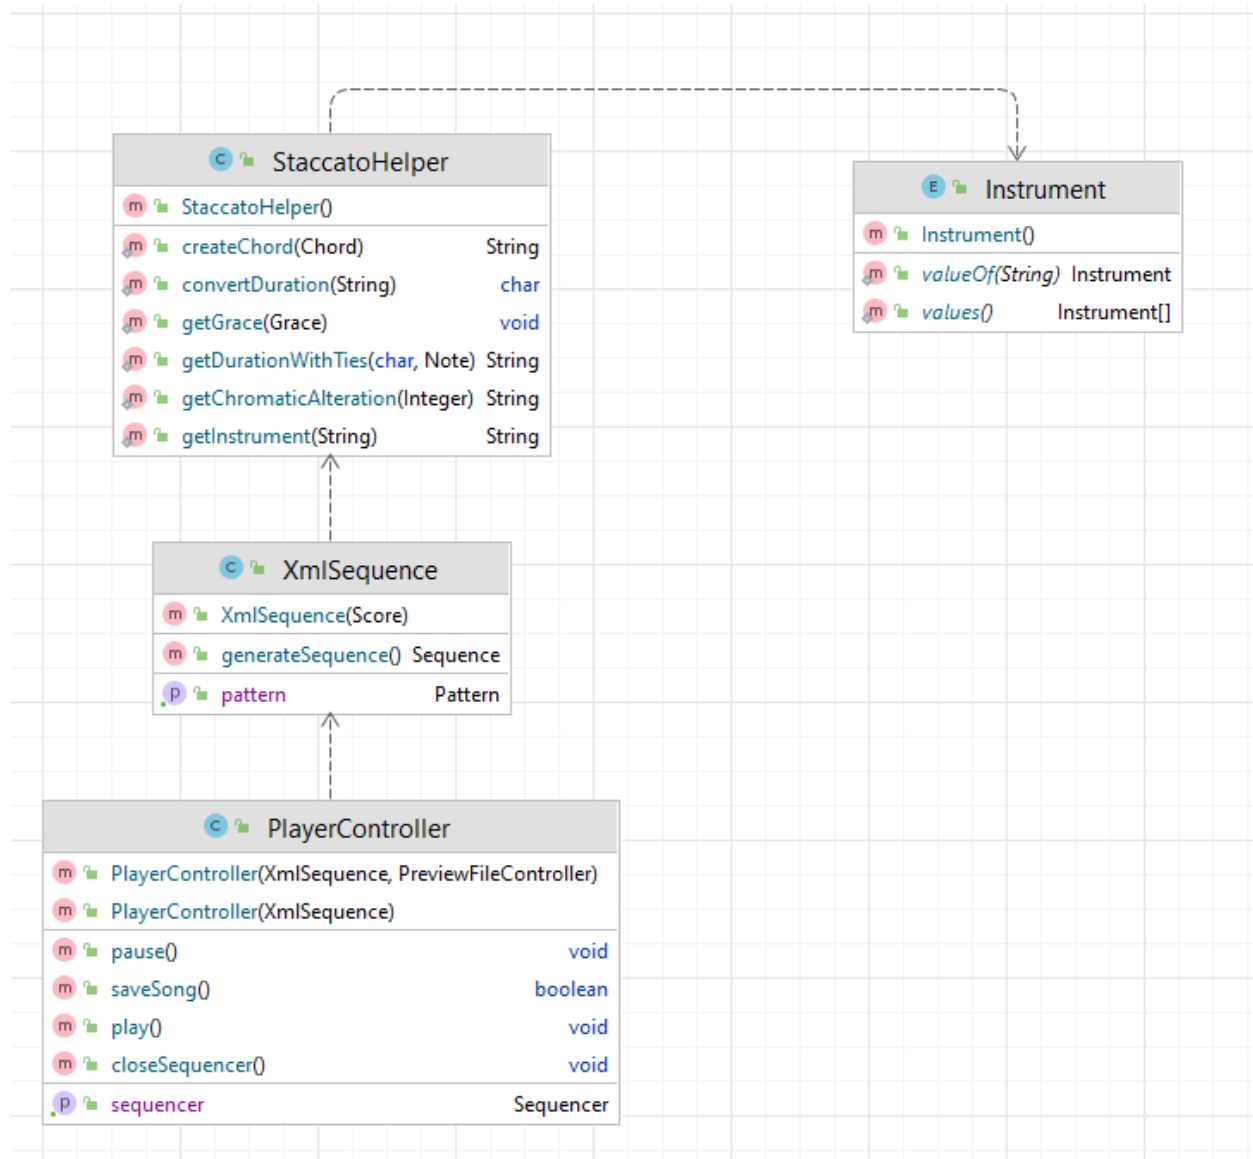 C StaccatoHelper
m StaccatoHelper()
m createChord(Chord) String
m convertDuration(String) char
m getGrace(Grace) void
m getDurationWithTies(char, Note) String
m getChromaticAlteration(Integer) String
m getInstrument(String) String
E Instrument
m Instrument()
m valueOf(String) Instrument
m values() Instrument[]
C XmlSequence
m XmlSequence(Score)
m generateSequence() Sequence
p pattern Pattern
C PlayerController
m PlayerController(XmlSequence, PreviewFileController)
m PlayerController(XmlSequence)
m pause() void
m saveSong() boolean
m play() void
m closeSequencer() void
p sequencer Sequencer